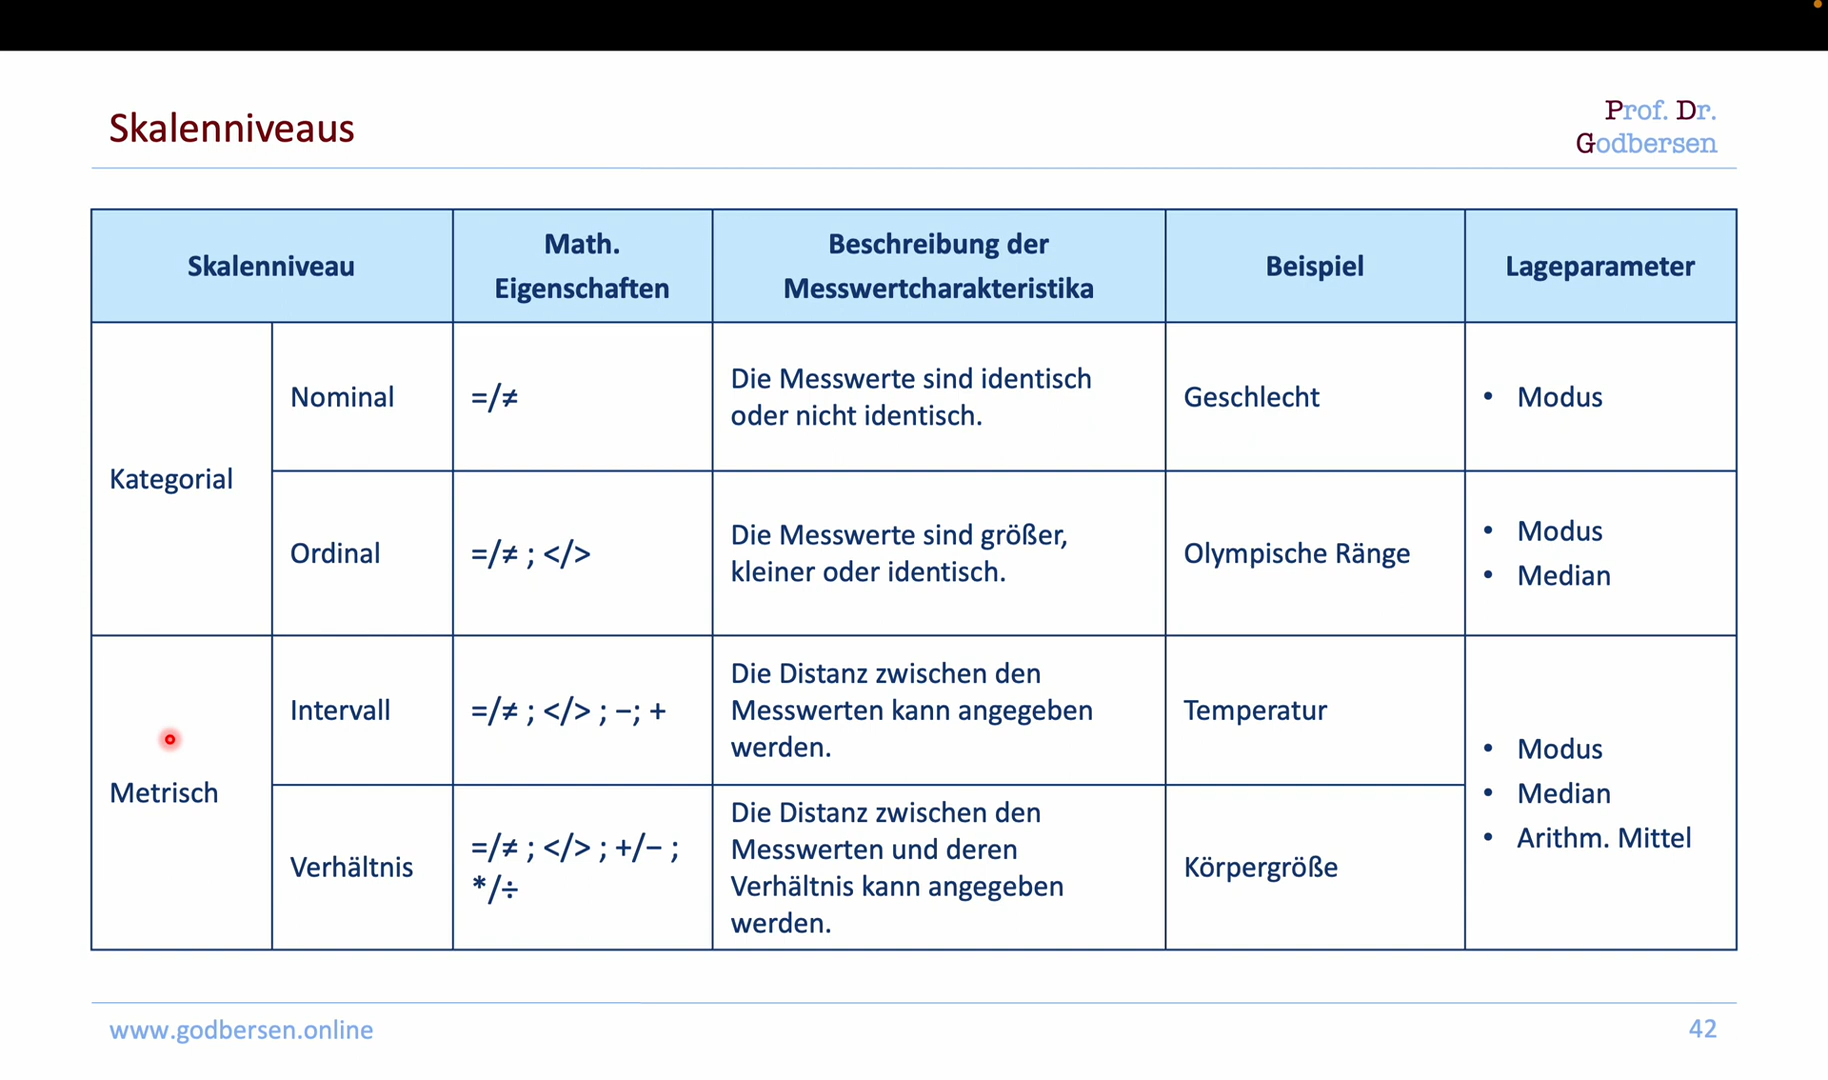 Skalenniveaus
Prof. Dr.
Godbersen
Skalenniveau
Math.
Eigenschaften
Beschreibung der
Messwertcharakteristika
Beispiel
Lageparameter
Kategorial
Nominal
=/≠
Die Messwerte sind identisch
oder nicht identisch.
Geschlecht
• Modus
Ordinal
=/≠ ; </>
Die Messwerte sind größer,
kleiner oder identisch.
Olympische Ränge
• Modus
• Median
Metrisch
Intervall
=/≠ ; </> ; –; +
Die Distanz zwischen den
Messwerten kann angegeben
werden.
Temperatur
• Modus
• Median
• Arithm. Mittel
Verhältnis
=/≠ ; </> ; +/– ;
*/÷
Die Distanz zwischen den
Messwerten und deren
Verhältnis kann angegeben
werden.
Körpergröße
www.godbersen.online
42